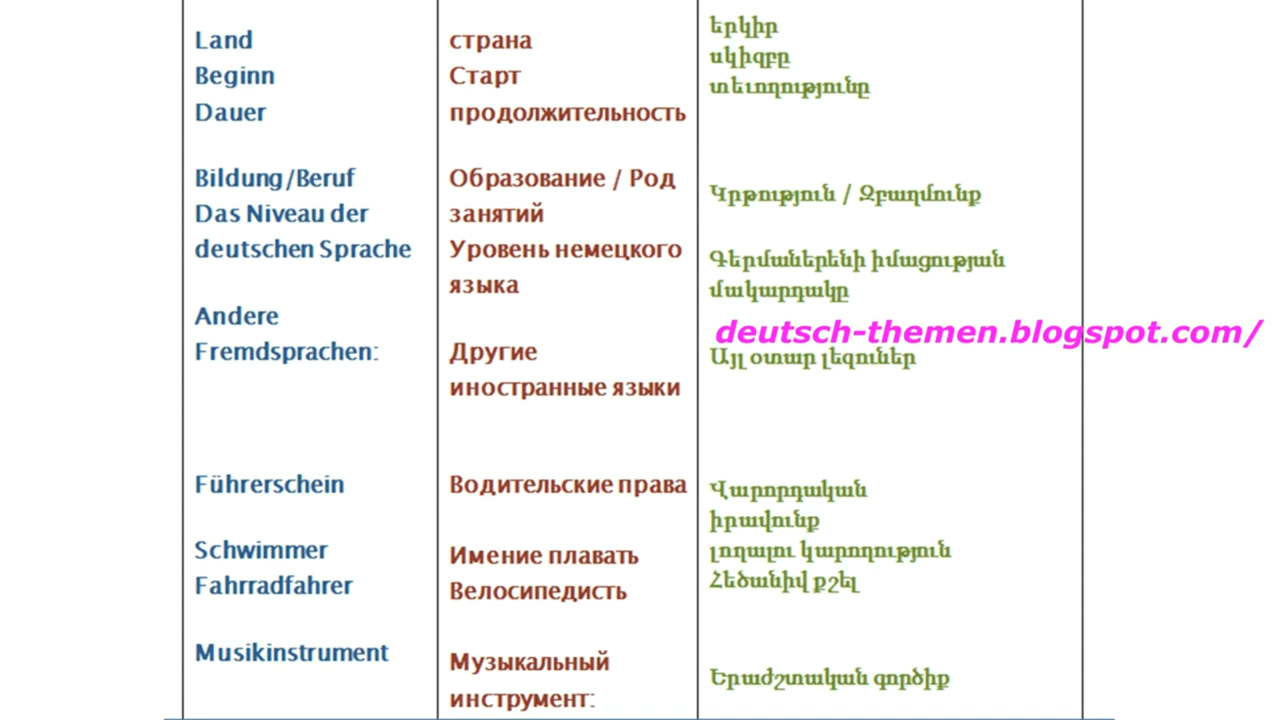 Land
Beginn
Dauer
Bildung/Beruf
Das Niveau der
deutschen Sprache
Andere
Fremdsprachen:
Führerschein
Schwimmer
Fahrradfahrer
Musikinstrument
страна
Старт
продолжительность
Образование / Род
занятий
Уровень немецкого
языка
Другие
иностранные языки
Водительские права
Имение плавать
Велосипедисть
Музыкальный
инструмент:
երկիր
սկիզբը
տեւողությունը
Կրթություն / Զբաղմունք
Գերմաներենի իմացության
մակարդակը
deutsch-themen.blogspot.com/
Այլ օտար լեզուներ
Վարորդական
իրավունք
լողալու կարողություն
Հեծանիվ քշել
Երաժշտական գործիք